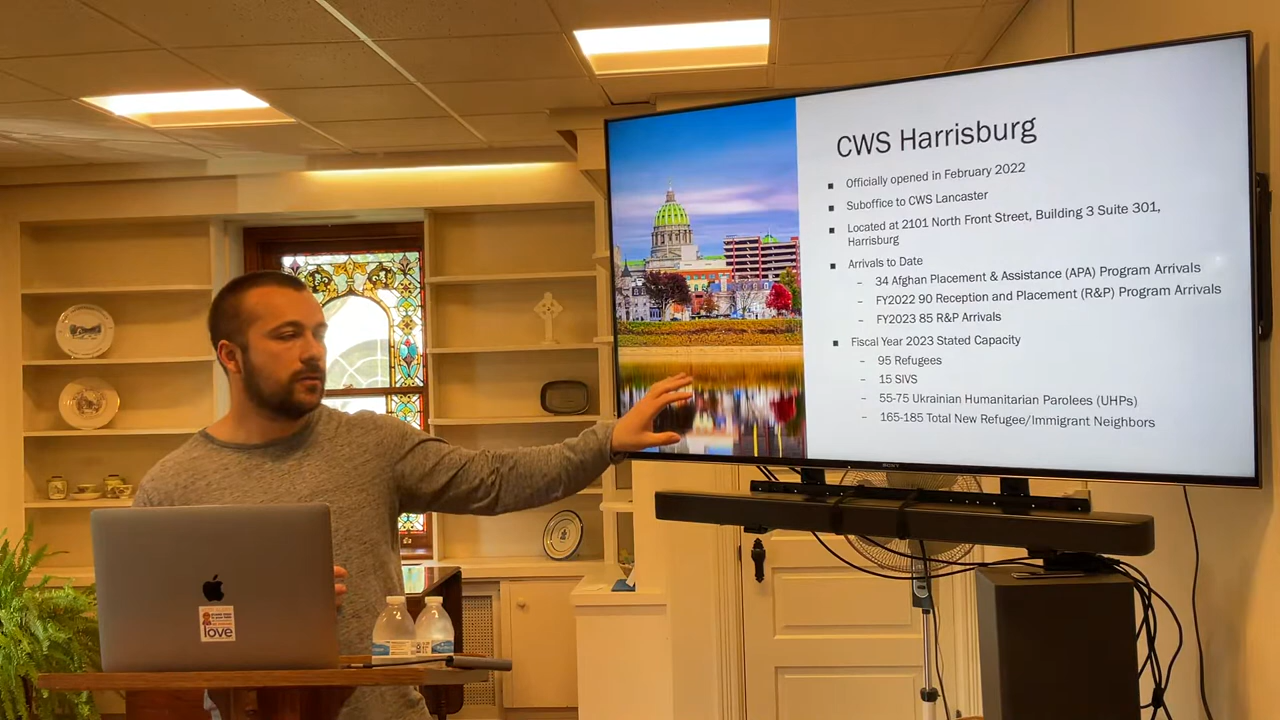 CWS Harrisburg
Officially opened in February 2022
Suboffice to CWS Lancaster
Located at 2101 North Front Street, Building 3 Suite 301,
Harrisburg
Arrivals to Date
– 34 Afghan Placement & Assistance (APA) Program Arrivals
– FY2022 90 Reception and Placement (R&P) Program Arrivals
– FY2023 85 R&P Arrivals
Fiscal Year 2023 Stated Capacity
– 95 Refugees
– 15 SIVS
– 55-75 Ukrainian Humanitarian Parolees (UHPs)
– 165-185 Total New Refugee/Immigrant Neighbors
SONY
love